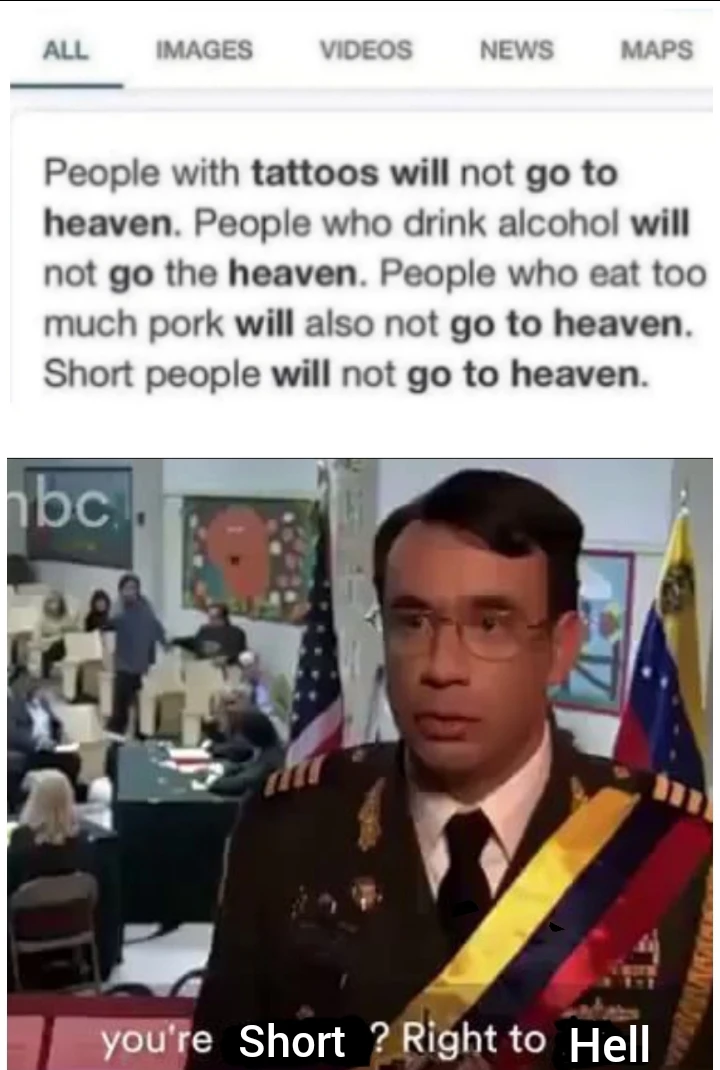 ALL IMAGES VIDEOS NEWS MAPS
People with tattoos will not go to
heaven. People who drink alcohol will
not go the heaven. People who eat too
much pork will also not go to heaven.
Short people will not go to heaven.
nbc
you're Short ? Right to Hell